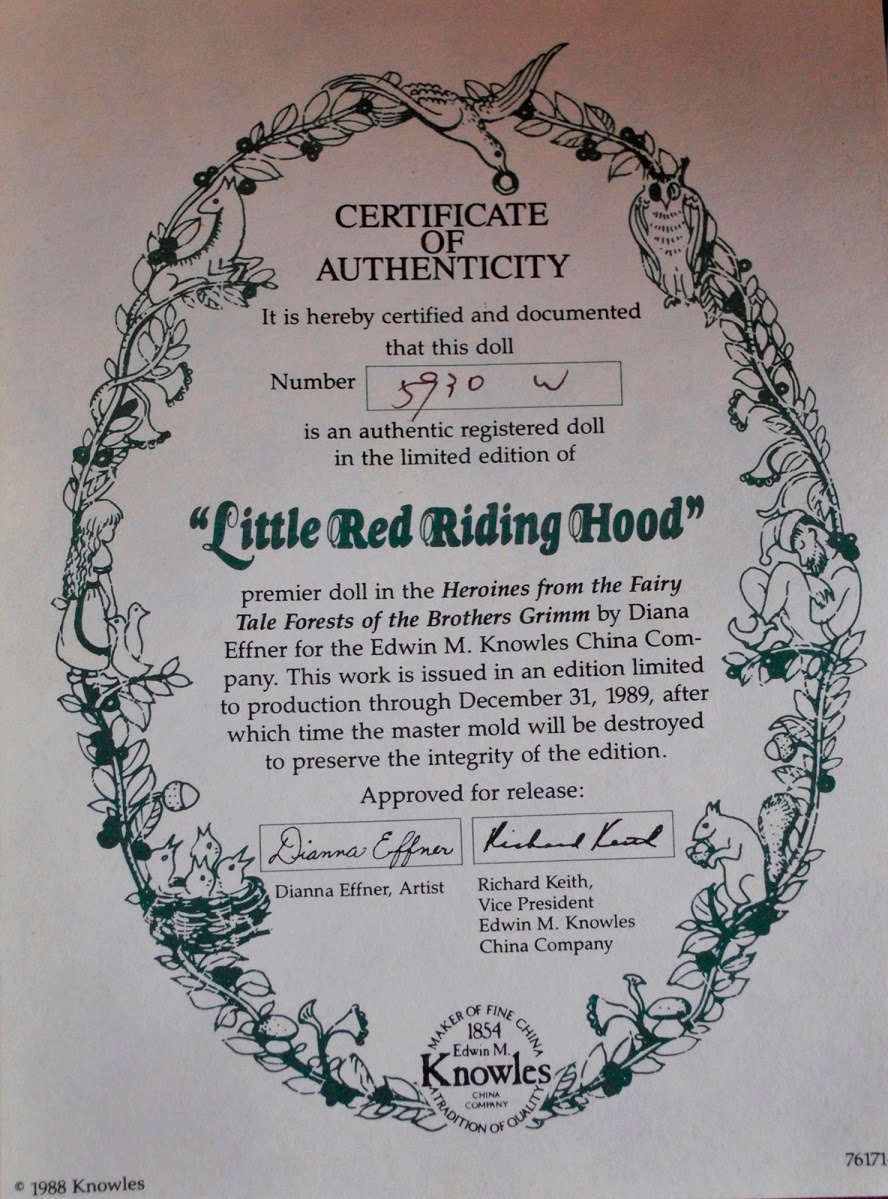 CERTIFICATE
OF
AUTHENTICITY
It is hereby certified and documented
that this doll
Number 5930 W
is an authentic registered doll
in the limited edition of
“Little Red Riding Hood”
premier doll in the Heroines from the Fairy
Tale Forests of the Brothers Grimm by Diana
Effner for the Edwin M. Knowles China Com-
pany. This work is issued in an edition limited
to production through December 31, 1989, after
which time the master mold will be destroyed
to preserve the integrity of the edition.
Approved for release:
Dianna Effner Richard Keith
Dianna Effner, Artist
Richard Keith,
Vice President
Edwin M. Knowles
China Company
MAKER OF FINE CHINA
1854
Edwin M.
Knowles
CHINA
COMPANY
A TRADITION OF QUALITY
76171
© 1988 Knowles